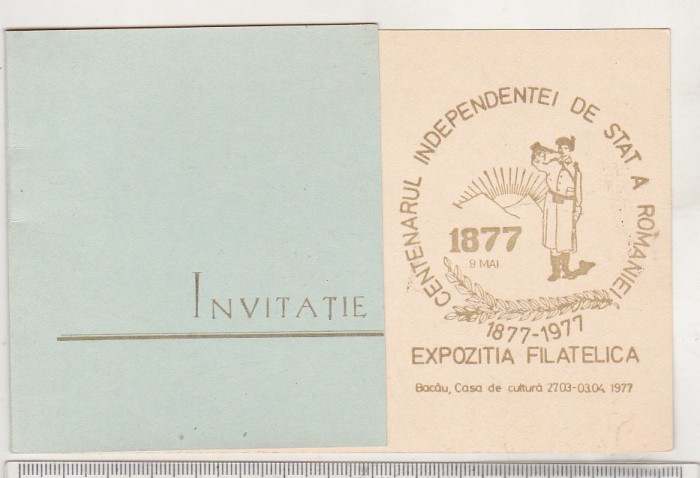 INVITAȚIE
CENTENARUL INDEPENDENTEI DE STAT A ROMANIEI
1877
9 MAI
1877-1977
EXPOZITIA FILATELICA
Bacău, Casa de cultură 27.03-03.04. 1977